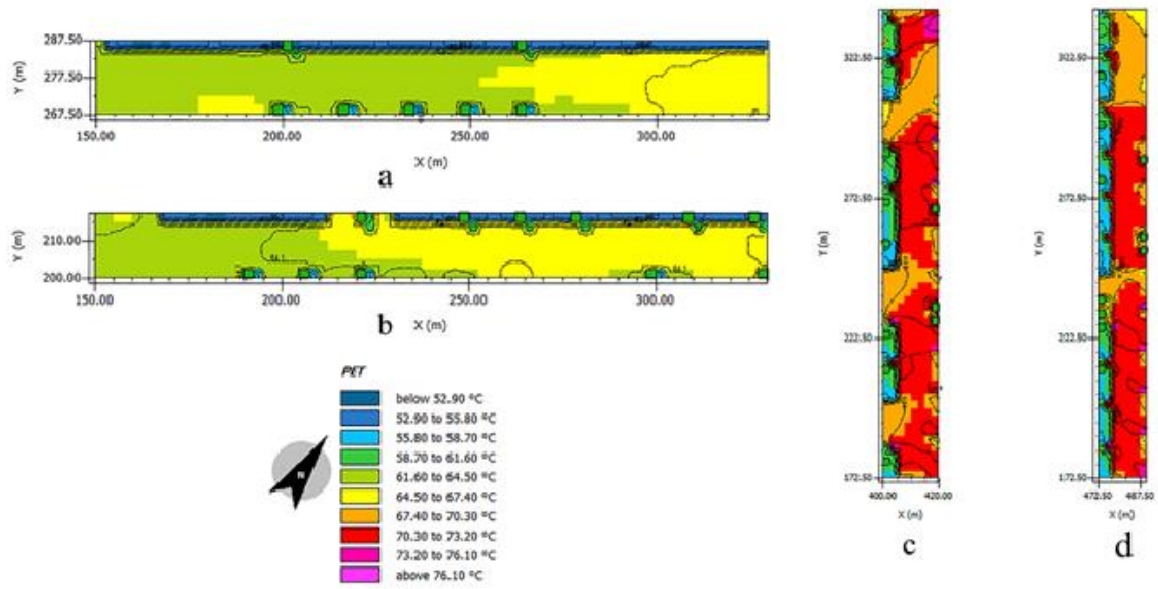 287.50
277.50
267.50
Y (m)
150.00 200.00 250.00 300.00
X (m)
a
210.00
200.00
Y (m)
150.00 200.00 250.00 300.00
X (m)
b
PET
below 52.90 °C
52.90 to 55.80 °C
55.80 to 58.70 °C
58.70 to 61.60 °C
61.60 to 64.50 °C
64.50 to 67.40 °C
67.40 to 70.30 °C
70.30 to 73.20 °C
73.20 to 76.10 °C
above 76.10 °C
N
322.50
272.50
222.50
172.50
Y (m)
400.00 420.00
X (m)
c
272.50
172.50
Y (m)
472.50 487.50
X (m)
d